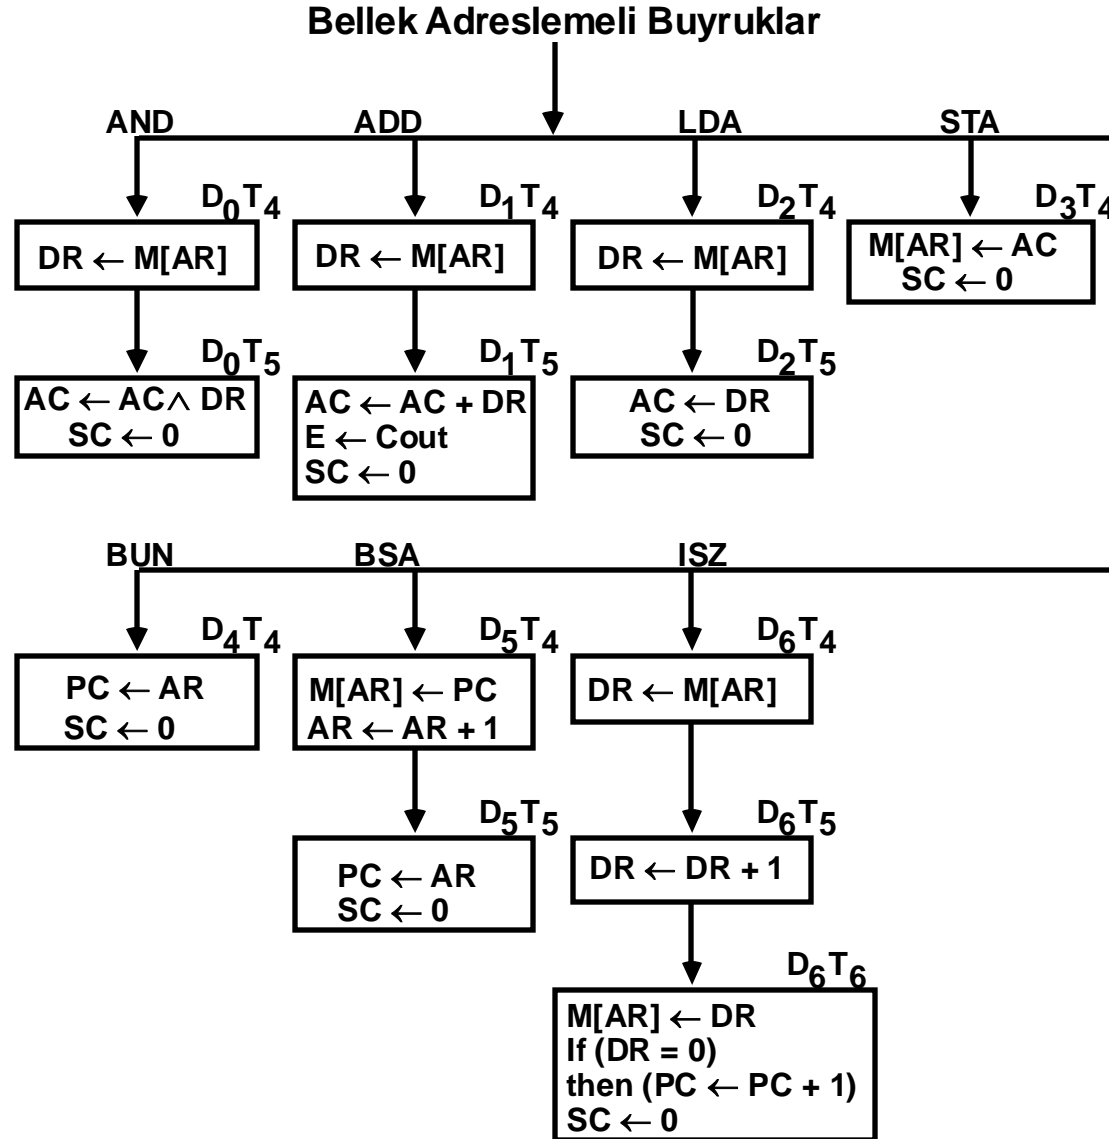 Bellek Adreslemeli Buyruklar
AND ADD LDA STA
D0T4 D1T4 D2T4 D3T4
DR ← M[AR] DR ← M[AR] DR ← M[AR] M[AR] ← AC
SC ← 0
D0T5 D1T5 D2T5
AC ← AC ∧ DR AC ← AC + DR AC ← DR
SC ← 0 E ← Cout SC ← 0
SC ← 0
BUN BSA ISZ
D4T4 D5T4 D6T4
PC ← AR M[AR] ← PC DR ← M[AR]
SC ← 0 AR ← AR + 1
D5T5 D6T5
PC ← AR DR ← DR + 1
SC ← 0
D6T6
M[AR] ← DR
If (DR = 0)
then (PC ← PC + 1)
SC ← 0